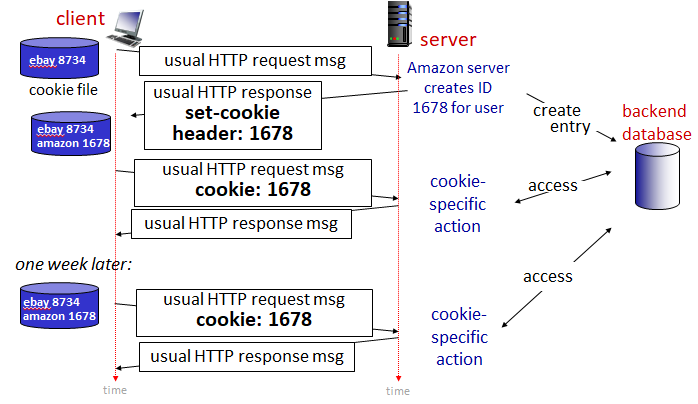 client
server
ebay 8734
cookie file
usual HTTP request msg
Amazon server
creates ID
1678 for user
usual HTTP response
set-cookie
header: 1678
create
entry
backend
database
ebay 8734
amazon 1678
usual HTTP request msg
cookie: 1678
cookie-
specific
action
access
usual HTTP response msg
one week later:
access
ebay 8734
amazon 1678
usual HTTP request msg
cookie: 1678
cookie-
specific
action
usual HTTP response msg
time
time